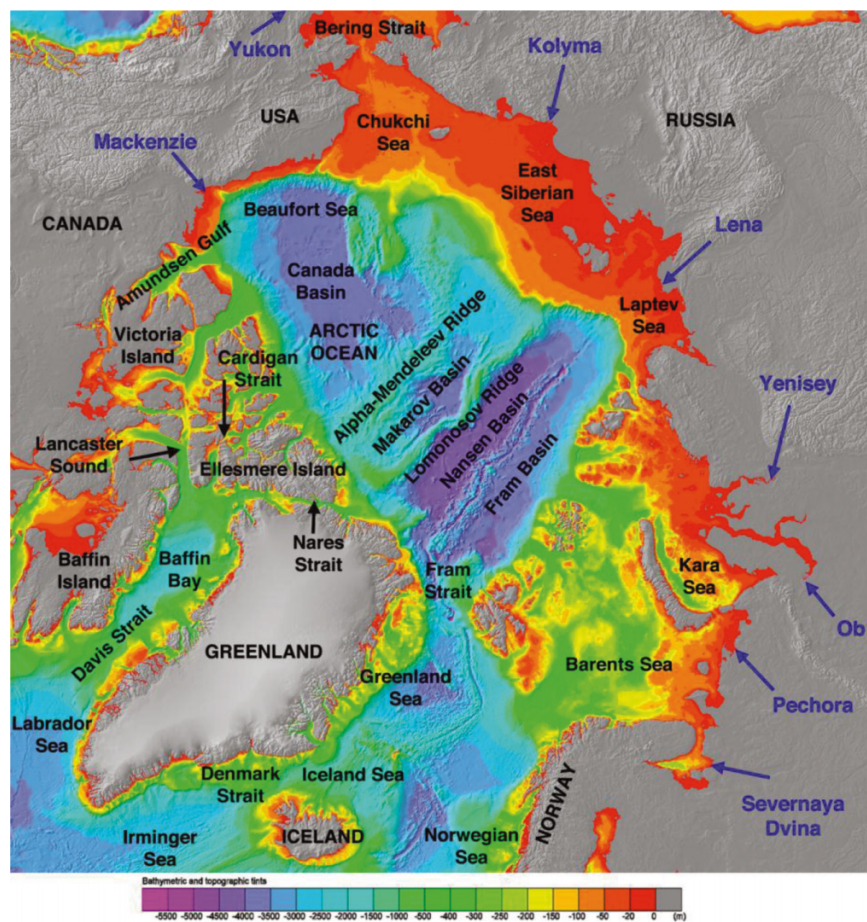 Bering Strait
Yukon
Kolyma
USA
Chukchi
Sea
RUSSIA
Mackenzie
East
Siberian
Sea
Beaufort Sea
CANADA
Lena
Amundsen Gulf
Canada
Basin
Laptev
Sea
Victoria
Island
ARCTIC
OCEAN
Cardigan
Strait
Alpha-Mendeleev Ridge
Makarov Basin
Lomonosov Ridge
Nansen Basin
Fram Basin
Yenisey
Lancaster
Sound
Ellesmere Island
Nares
Strait
Baffin
Island
Baffin
Bay
Fram
Strait
Kara
Sea
Ob
Davis Strait
GREENLAND
Greenland
Sea
Barents Sea
Pechora
Labrador
Sea
Denmark
Strait
Iceland Sea
NORWAY
Severnaya
Dvina
Irminger
Sea
ICELAND
Norwegian
Sea
Bathymetric and topographic tints
-5500 -5000 -4500 -4000 -3500 -3000 -2500 -2000 -1500 -1000 -500 -400 -300 -200 -150 -100 -50 -20 0 (m)